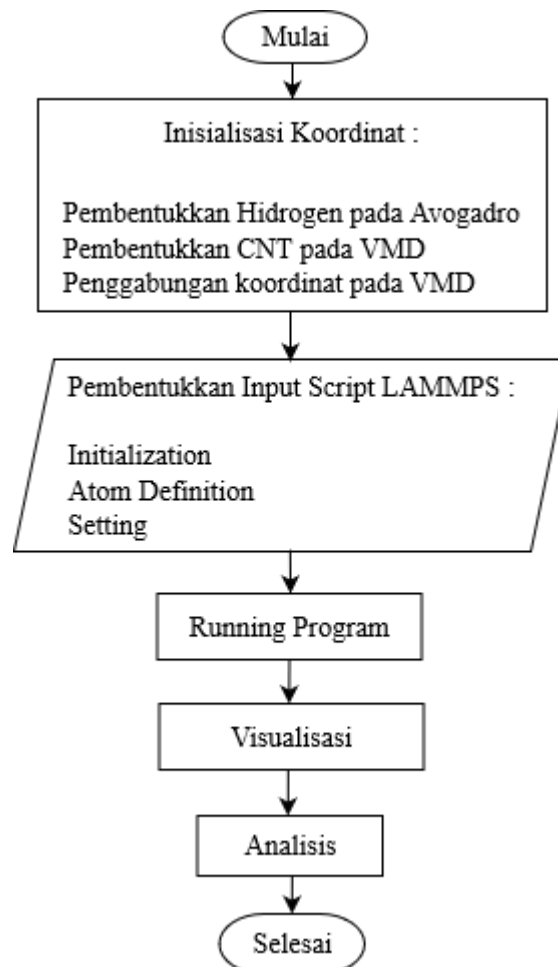 Mulai
Inisialisasi Koordinat :
Pembentukkan Hidrogen pada Avogadro
Pembentukkan CNT pada VMD
Penggabungan koordinat pada VMD
Pembentukkan Input Script LAMMPS :
Initialization
Atom Definition
Setting
Running Program
Visualisasi
Analisis
Selesai